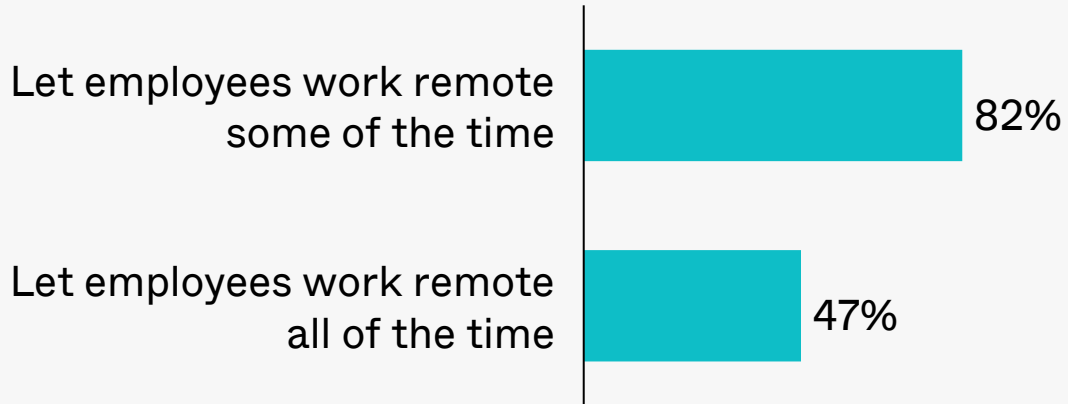 Let employees work remote
some of the time
82%
Let employees work remote
all of the time
47%